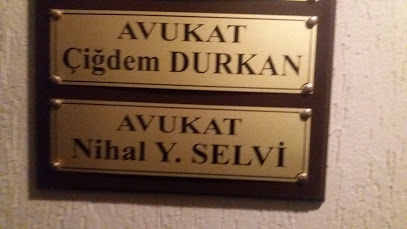 AVUKAT
Çiğdem DURKAN
AVUKAT
Nihal Y. SELVİ